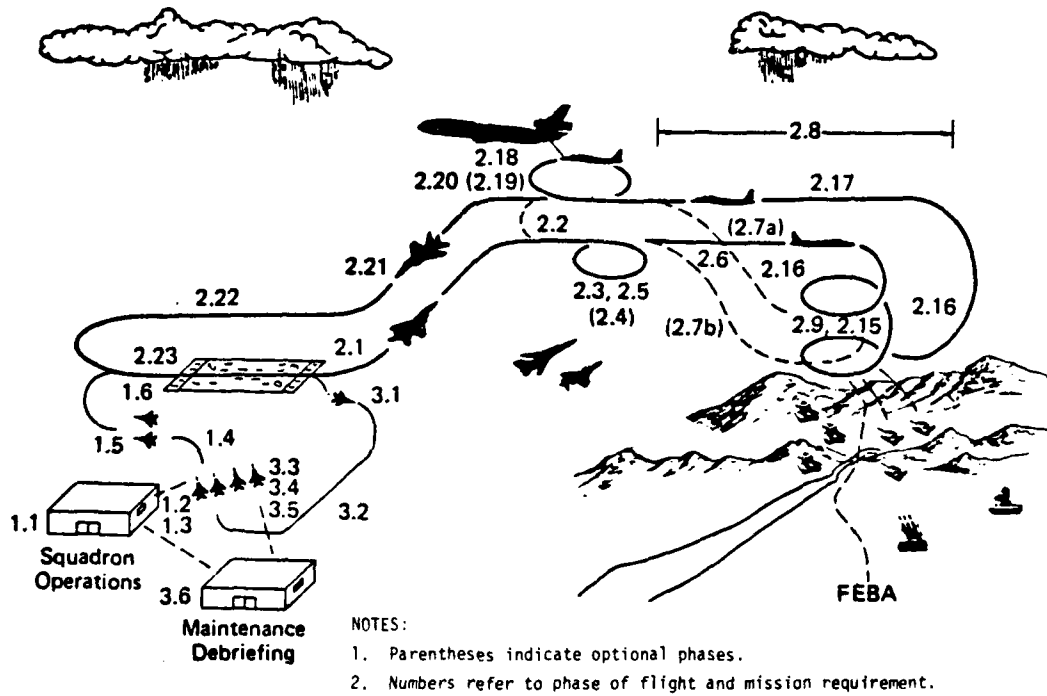 2.8
2.18
2.20 (2.19)
2.17
2.2
(2.7a)
2.21
2.6
2.16
2.22
2.3, 2.5
(2.4)
(2.7b)
2.9, 2.15
2.16
2.23
2.1
1.6
3.1
1.5
1.4
3.3
3.4
3.5
1.2
1.3
3.2
1.1
Squadron
Operations
3.6
Maintenance
Debriefing
FEBA
NOTES:
1. Parentheses indicate optional phases.
2. Numbers refer to phase of flight and mission requirement.